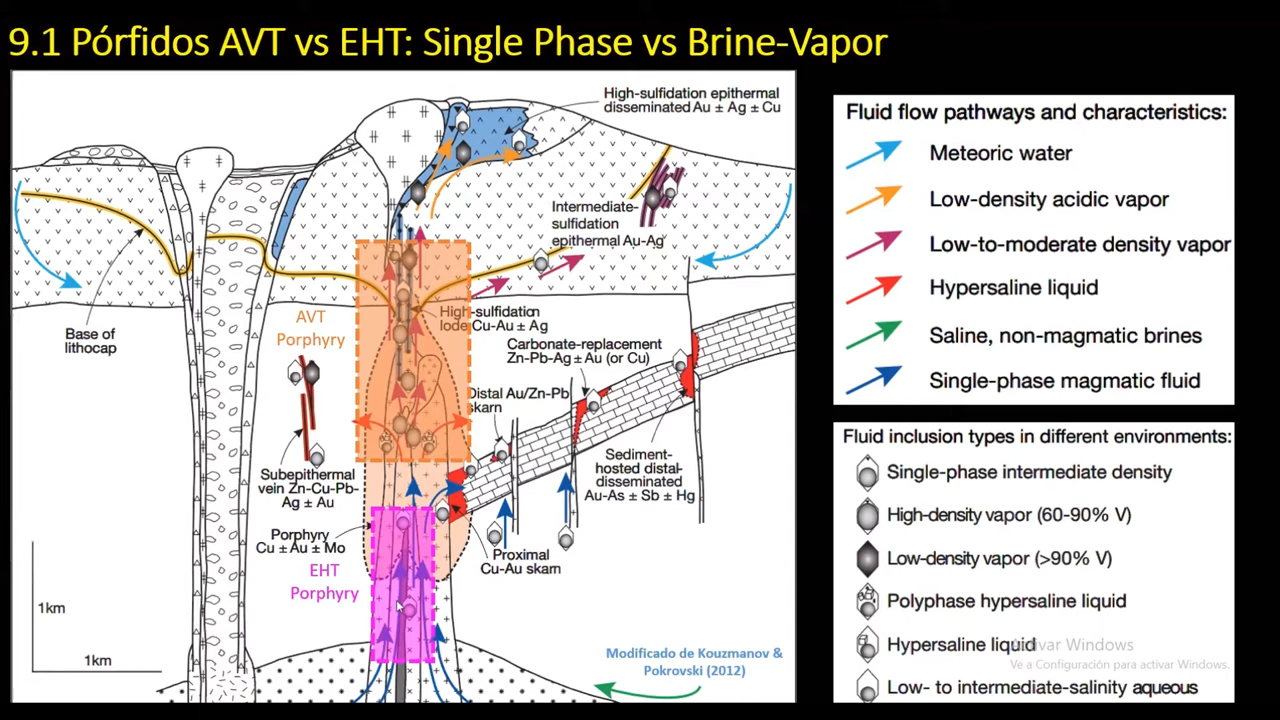 9.1 Pórfidos AVT vs EHT: Single Phase vs Brine-Vapor
High-sulfidation epithermal
disseminated Au ± Ag ± Cu
Intermediate-
sulfidation
epithermal Au-Ag
Base of
lithocap
AVT
Porphyry
High-sulfidation
lode Cu-Au ± Ag
Carbonate-replacement
Zn-Pb-Ag ± Au (or Cu)
Distal Au/Zn-Pb
skarn
Subepithermal
vein Zn-Cu-Pb-
Ag ± Au
Sediment-
hosted distal-
disseminated
Au-As ± Sb ± Hg
Porphyry
Cu ± Au ± Mo
EHT
Porphyry
Proximal
Cu-Au skarn
1km
1km
Modificado de Kouzmanov &
Pokrovski (2012)
Fluid flow pathways and characteristics:
Meteoric water
Low-density acidic vapor
Low-to-moderate density vapor
Hypersaline liquid
Saline, non-magmatic brines
Single-phase magmatic fluid
Fluid inclusion types in different environments:
Single-phase intermediate density
High-density vapor (60-90% V)
Low-density vapor (>90% V)
Polyphase hypersaline liquid
Hypersaline liquid
Activar Windows
Ve a Configuración para activar Windows.
Low- to intermediate-salinity aqueous